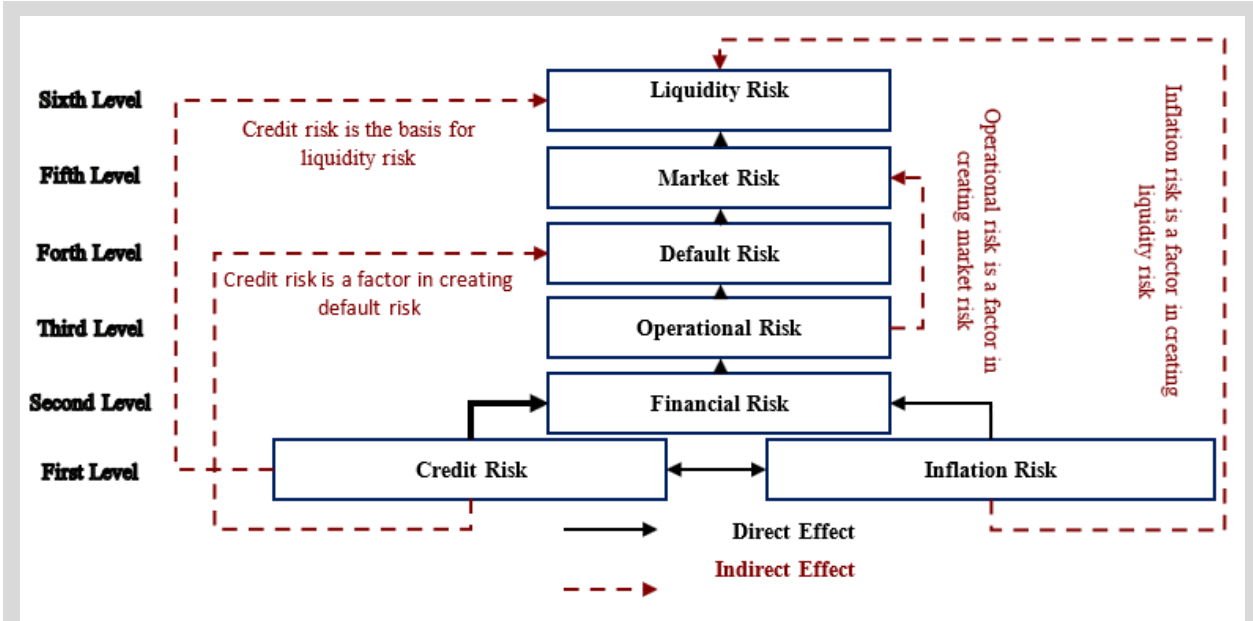 Sixth Level
Liquidity Risk
Credit risk is the basis for
liquidity risk
Fifth Level
Market Risk
Forth Level
Default Risk
Credit risk is a factor in creating
default risk
Third Level
Operational Risk
Second Level
Financial Risk
First Level
Credit Risk
Inflation Risk
Operational risk is a factor in
creating market risk
Inflation risk is a factor in creating
liquidity risk
Direct Effect
Indirect Effect